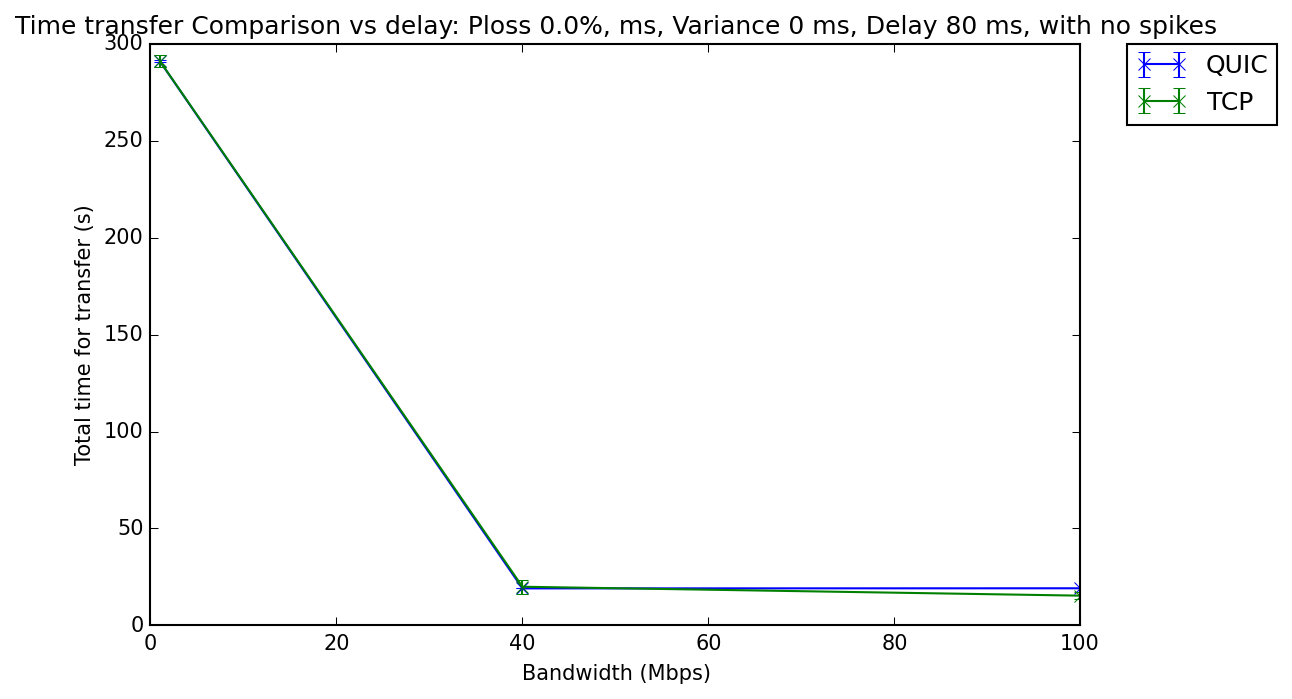 Time transfer Comparison vs delay: Ploss 0.0%, ms, Variance 0 ms, Delay 80 ms, with no spikes
300
250
200
150
100
50
0
Total time for transfer (s)
0 20 40 60 80 100
Bandwidth (Mbps)
QUIC
TCP